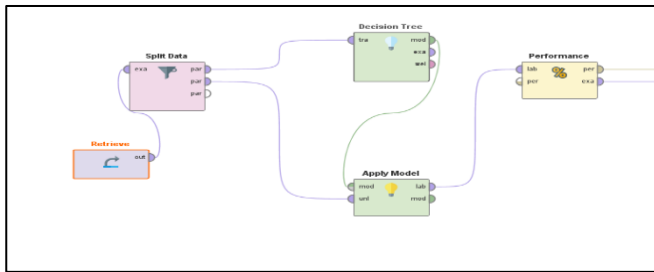 Decision Tree
tra
mod
exa
wei
Split Data
exa
par
par
par
Performance
lab
per
per
exa
Retrieve
out
Apply Model
mod
lab
unl
mod